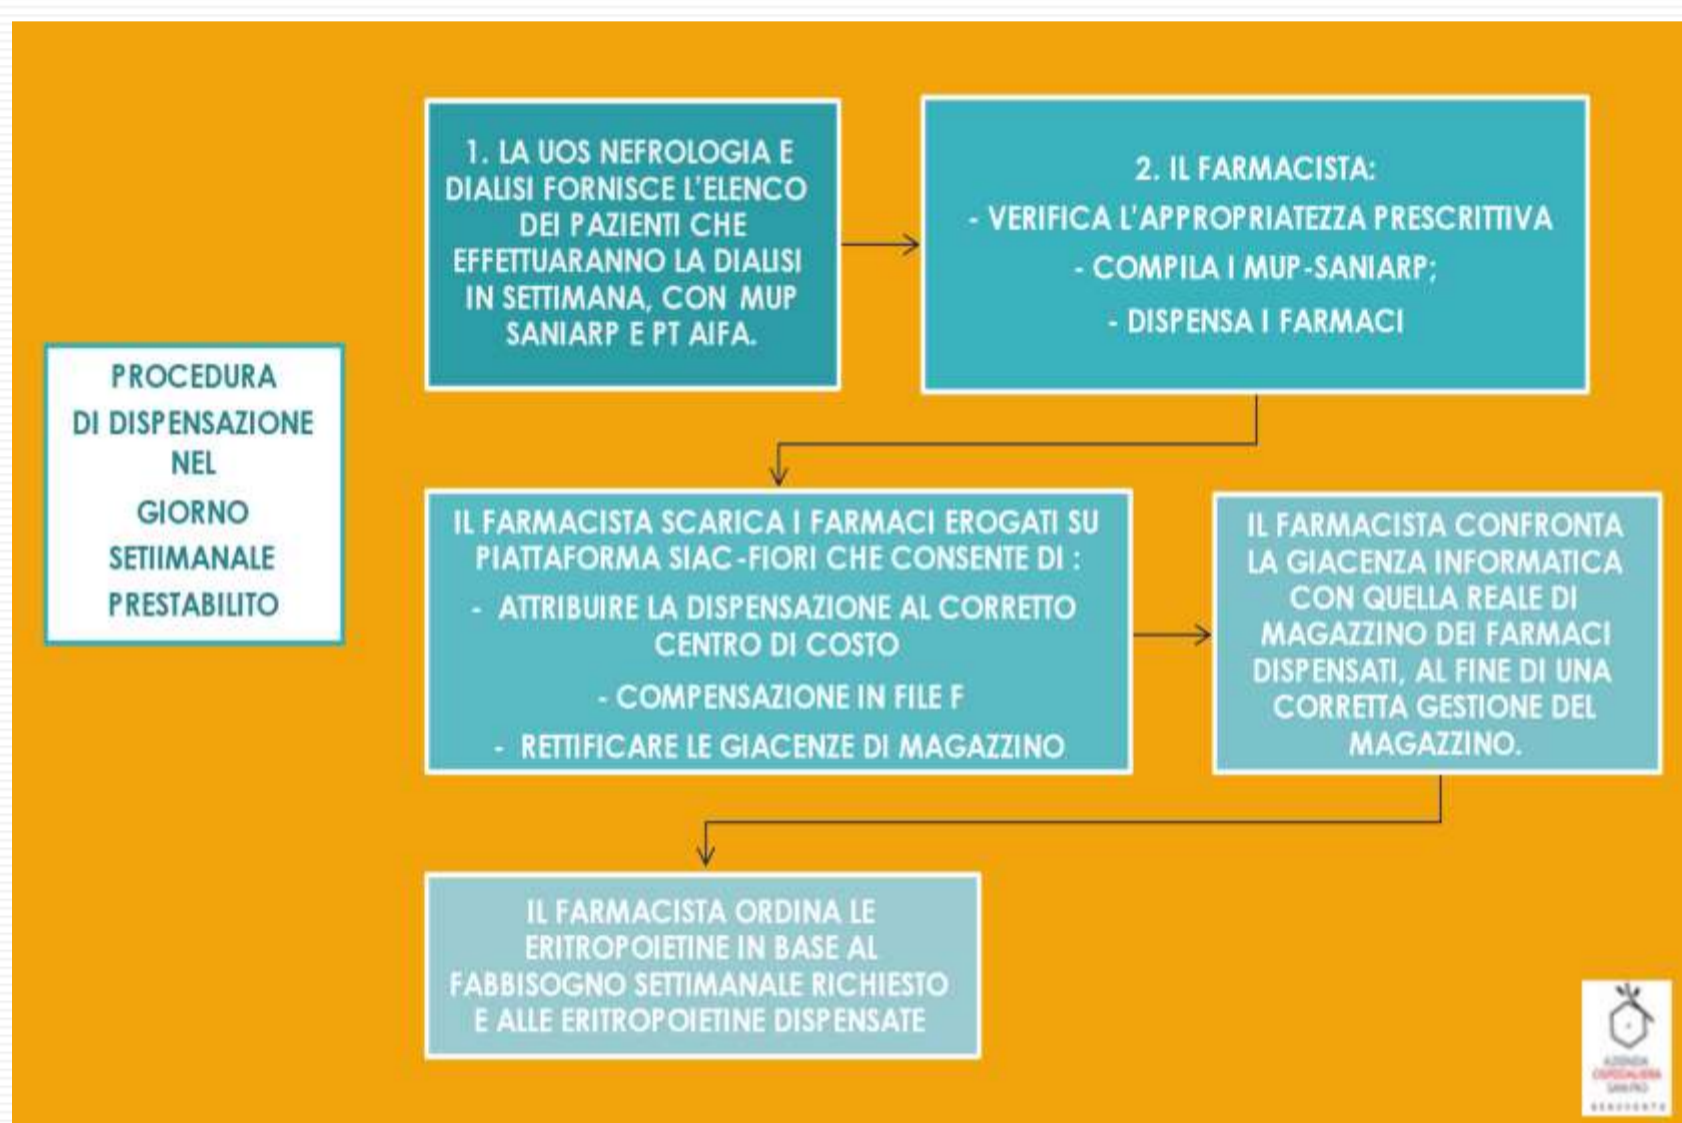 PROCEDURA
DI DISPENSAZIONE
NEL
GIORNO
SETIIMANALE
PRESTABILITO
1. LA UOS NEFROLOGIA E
DIALISI FORNISCE L'ELENCO
DEI PAZIENTI CHE
EFFETTUARANNO LA DIALISI
IN SETTIMANA, CON MUP
SANIARP E PT AIFA.
2. IL FARMACISTA:
- VERIFICA L'APPROPRIATEZZA PRESCRITTIVA
- COMPILA I MUP-SANIARP;
- DISPENSA I FARMACI
IL FARMACISTA SCARICA I FARMACI EROGATI SU
PIATTAFORMA SIAC-FIORI CHE CONSENTE DI :
- ATTRIBUIRE LA DISPENSAZIONE AL CORRETTO
CENTRO DI COSTO
- COMPENSAZIONE IN FILE F
- RETTIFICARE LE GIACENZE DI MAGAZZINO
IL FARMACISTA CONFRONTA
LA GIACENZA INFORMATICA
CON QUELLA REALE DI
MAGAZZINO DEI FARMACI
DISPENSATI, AL FINE DI UNA
CORRETTA GESTIONE DEL
MAGAZZINO.
IL FARMACISTA ORDINA LE
ERITROPOIETINE IN BASE AL
FABBISOGNO SETTIMANALE RICHIESTO
E ALLE ERITROPOIETINE DISPENSATE
AZIENDA
OSPEDALIERA
SAN PIO
BENEVENTO